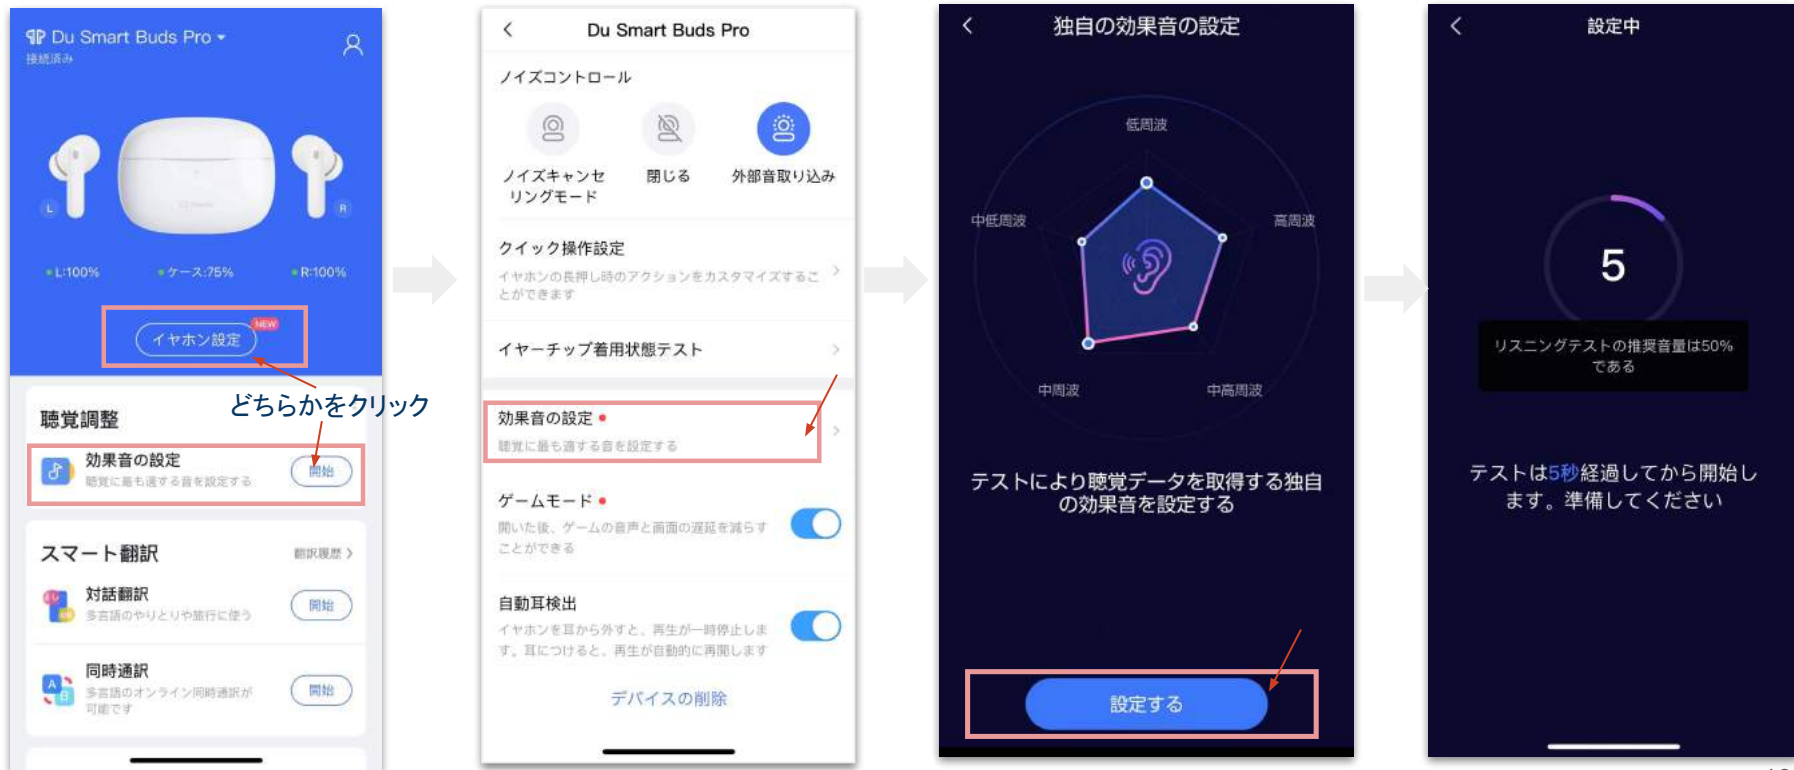 Du Smart Buds Pro
接続済み
L
R
L:100%
ケース:75%
R:100%
NEW
イヤホン設定
どちらかをクリック
聴覚調整
効果音の設定
聴覚に最も適する音を設定する
開始
スマート翻訳
翻訳履歴
対話翻訳
多言語のやりとりや旅行に使う
開始
同時通訳
多言語のオンライン同時通訳が
可能です
開始
Du Smart Buds Pro
ノイズコントロール
ノイズキャンセ
リングモード
閉じる
外部音取り込み
クイック操作設定
イヤホンの長押し時のアクションをカスタマイズするこ
とができます
イヤーチップ着用状態テスト
効果音の設定
聴覚に最も適する音を設定する
ゲームモード
開いた後、ゲームの音声と画面の遅延を減らす
ことができる
自動耳検出
イヤホンを耳から外すと、再生が一時停止しま
す。耳につけると、再生が自動的に再開します
デバイスの削除
独自の効果音の設定
低周波
中低周波
高周波
中周波
中高周波
テストにより聴覚データを取得する独自
の効果音を設定する
設定する
設定中
5
リスニングテストの推奨音量は50%
である
テストは5秒経過してから開始し
ます。準備してください